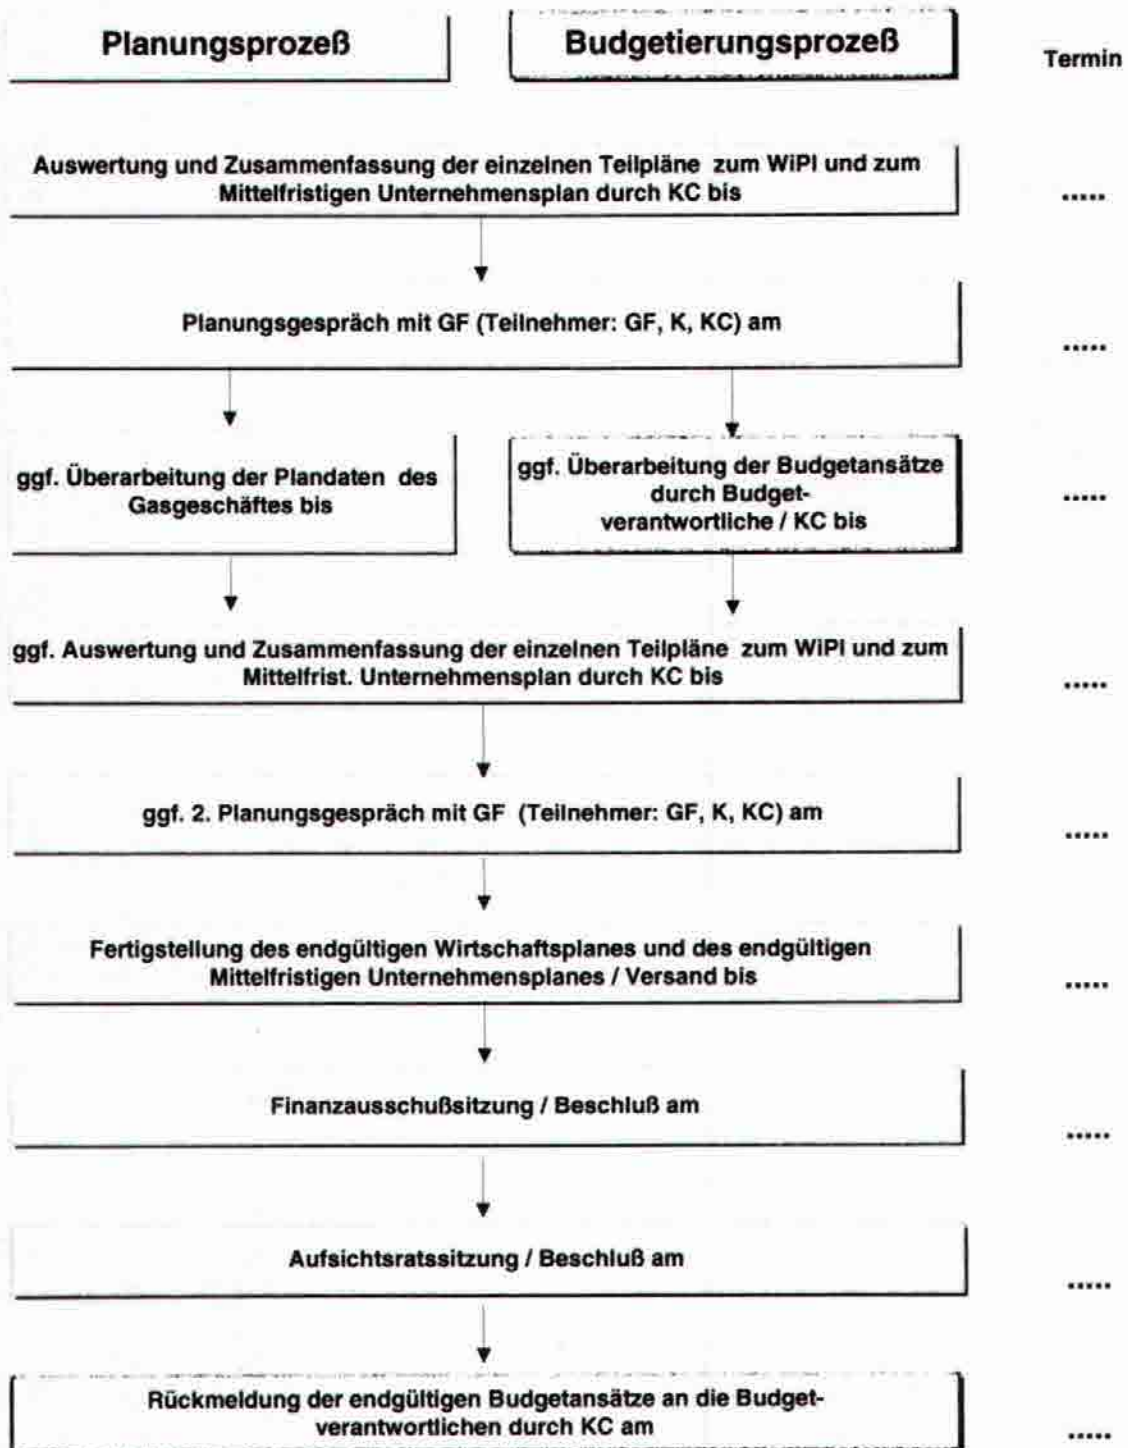 Planungsprozeß
Budgetierungsprozeß
Termin
Auswertung und Zusammenfassung der einzelnen Teilpläne zum WiPl und zum
Mittelfristigen Unternehmensplan durch KC bis
.....
Planungsgespräch mit GF (Teilnehmer: GF, K, KC) am
.....
ggf. Überarbeitung der Plandaten des
Gasgeschäftes bis
ggf. Überarbeitung der Budgetansätze
durch Budget-
verantwortliche / KC bis
.....
ggf. Auswertung und Zusammenfassung der einzelnen Teilpläne zum WiPl und zum
Mittelfrist. Unternehmensplan durch KC bis
.....
ggf. 2. Planungsgespräch mit GF (Teilnehmer: GF, K, KC) am
.....
Fertigstellung des endgültigen Wirtschaftsplanes und des endgültigen
Mittelfristigen Unternehmensplanes / Versand bis
.....
Finanzausschußsitzung / Beschluß am
.....
Aufsichtsratssitzung / Beschluß am
.....
Rückmeldung der endgültigen Budgetansätze an die Budget-
verantwortlichen durch KC am
.....